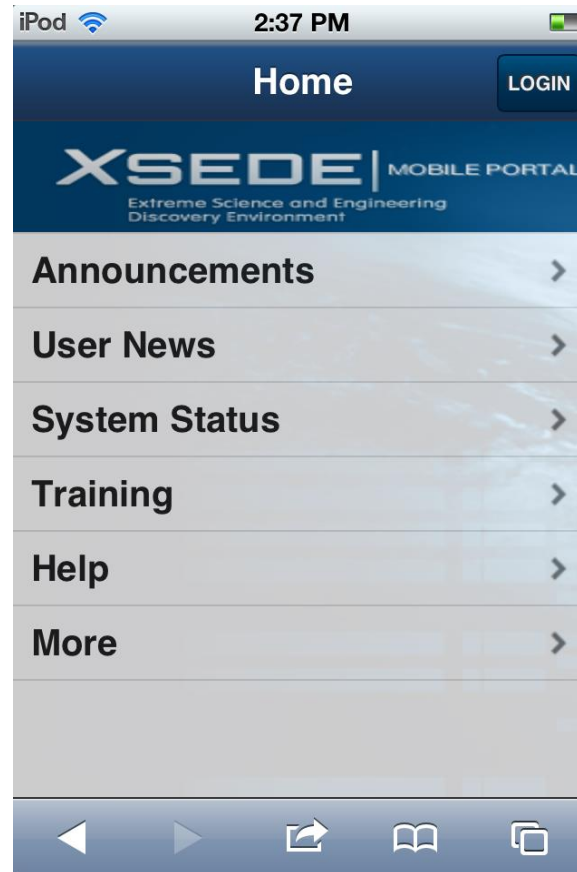 iPod 2:37 PM
Home LOGIN
XSEDE MOBILE PORTAL
Extreme Science and Engineering
Discovery Environment
Announcements
User News
System Status
Training
Help
More